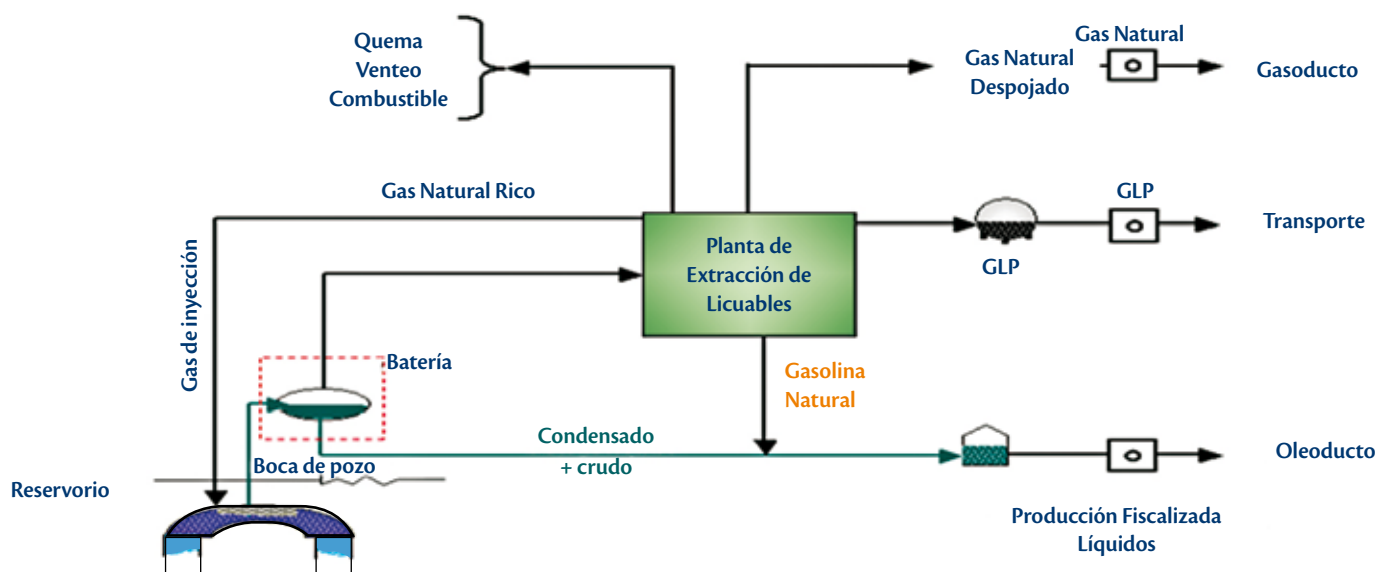 Quema
Venteo
Combustible
Gas Natural
Despojado
Gas Natural
Gasoducto
Gas Natural Rico
Gas de inyección
Planta de
Extracción de
Licuables
GLP
GLP
Transporte
Batería
Gasolina
Natural
Boca de pozo
Condensado
+ crudo
Oleoducto
Reservorio
Producción Fiscalizada
Líquidos